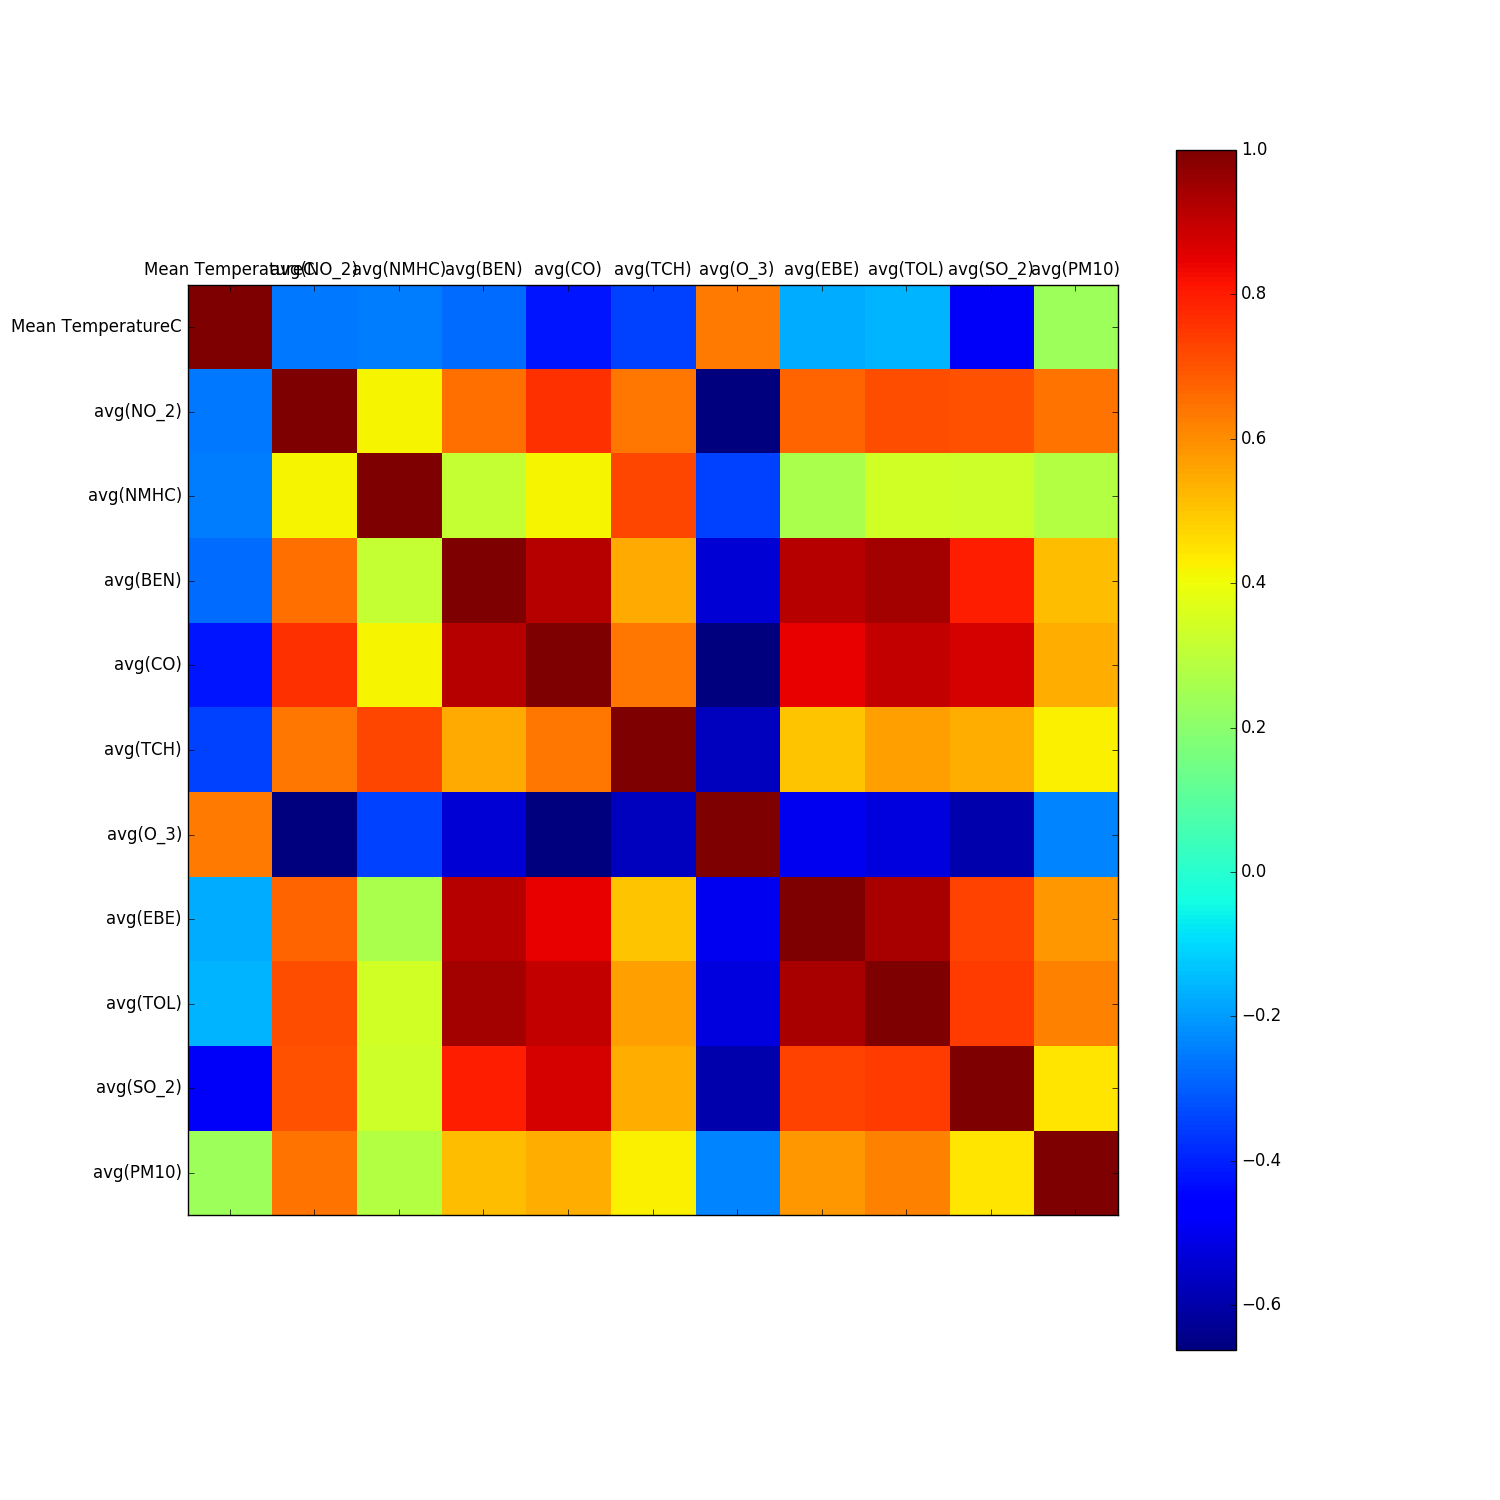 1.0
Mean TemperatureC avg(NO_2) avg(NMHC) avg(BEN) avg(CO) avg(TCH) avg(O_3) avg(EBE) avg(TOL) avg(SO_2) avg(PM10)
0.8
Mean TemperatureC
avg(NO_2)
0.6
avg(NMHC)
avg(BEN)
0.4
avg(CO)
0.2
avg(TCH)
avg(O_3)
0.0
avg(EBE)
avg(TOL)
−0.2
avg(SO_2)
−0.4
avg(PM10)
−0.6